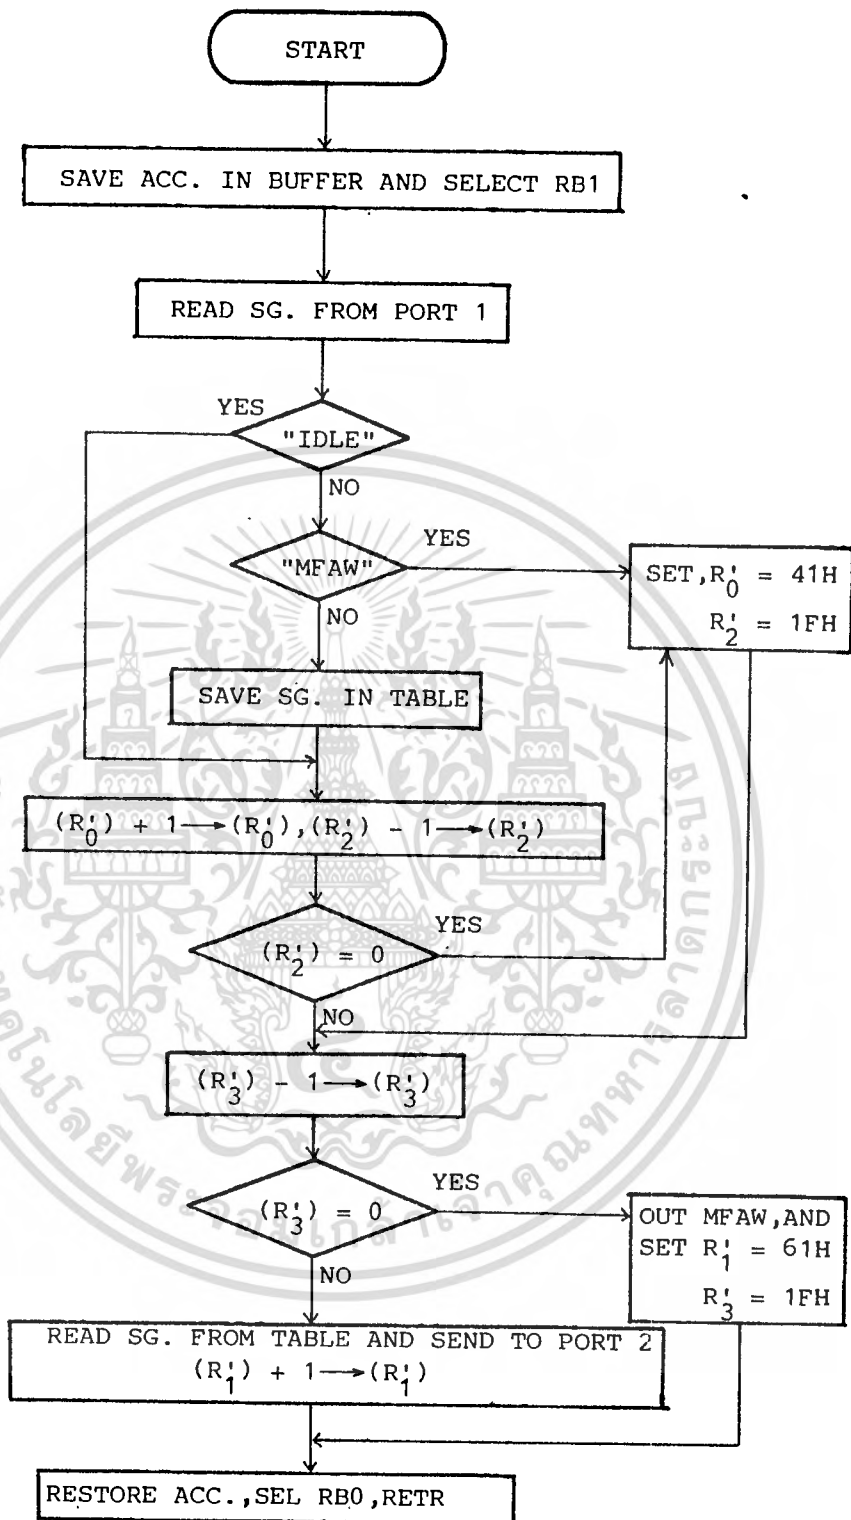 START
SAVE ACC. IN BUFFER AND SELECT RB1
READ SG. FROM PORT 1
YES
"IDLE"
NO
"MFAW"
YES
NO
SET,R'0 = 41H
R'2 = 1FH
SAVE SG. IN TABLE
(R'0) + 1⟶(R'0),(R'2) - 1⟶(R'2)
(R'2) = 0
YES
NO
(R'3) - 1⟶(R'3)
(R'3) = 0
YES
NO
OUT MFAW,AND
SET R'1 = 61H
R'3 = 1FH
READ SG. FROM TABLE AND SEND TO PORT 2
(R'1) + 1⟶(R'1)
RESTORE ACC.,SEL RB0,RETR